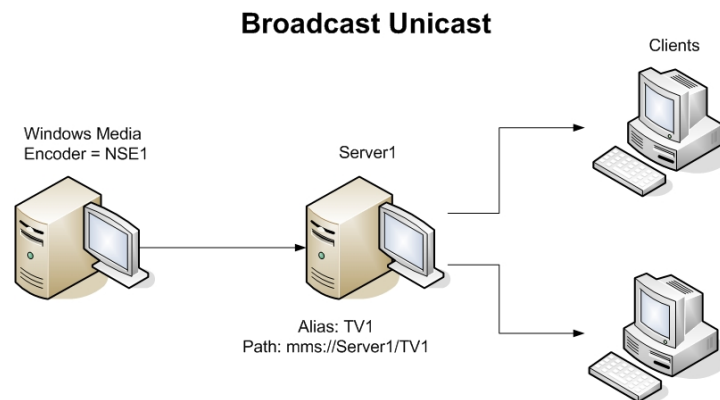 Broadcast Unicast
Clients
Windows Media
Encoder = NSE1
Server1
Alias: TV1
Path: mms://Server1/TV1